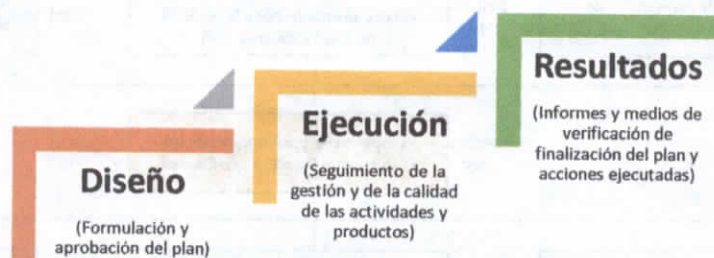 Diseño
(Formulación y
aprobación del plan)
Ejecución
(Seguimiento de la
gestión y de la calidad
de las actividades y
productos)
Resultados
(Informes y medios de
verificación de
finalización del plan y
acciones ejecutadas)